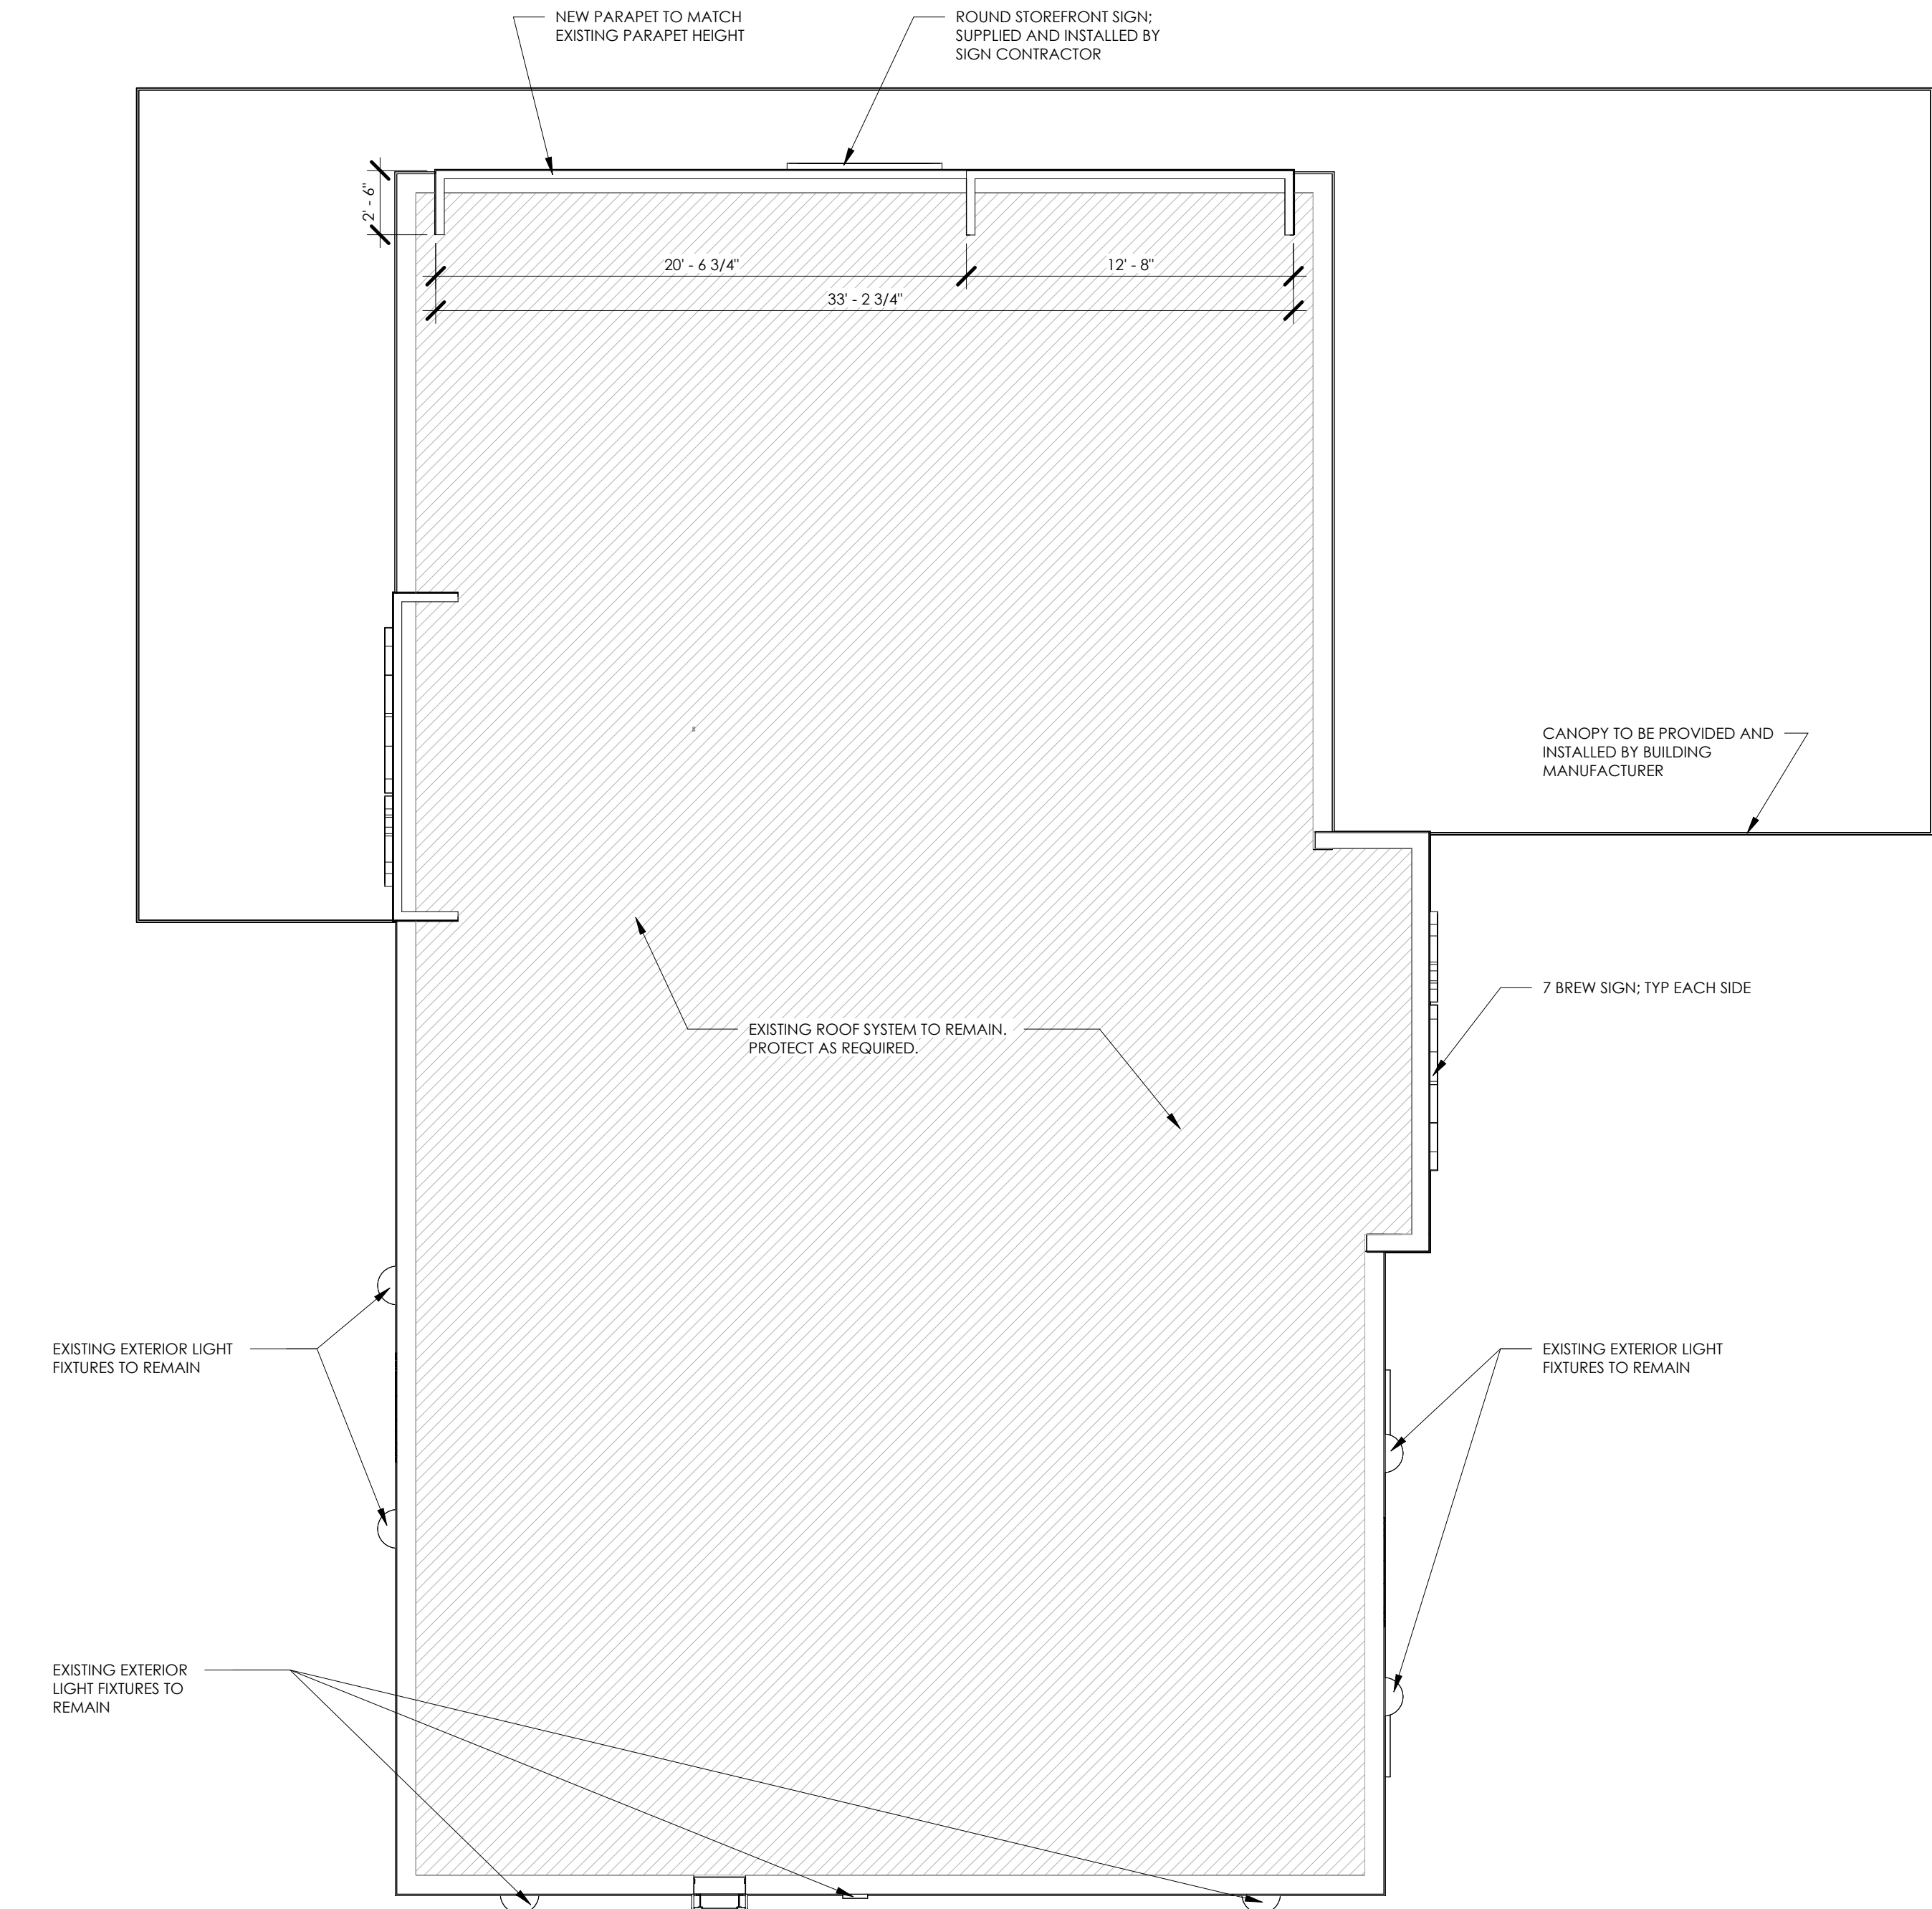 NEW PARAPET TO MATCH
EXISTING PARAPET HEIGHT
ROUND STOREFRONT SIGN;
SUPPLIED AND INSTALLED BY
SIGN CONTRACTOR
2' - 6"
20' - 6 3/4"
12' - 8"
33' - 2 3/4"
CANOPY TO BE PROVIDED AND
INSTALLED BY BUILDING
MANUFACTURER
7 BREW SIGN; TYP EACH SIDE
EXISTING ROOF SYSTEM TO REMAIN.
PROTECT AS REQUIRED.
EXISTING EXTERIOR LIGHT
FIXTURES TO REMAIN
EXISTING EXTERIOR LIGHT
FIXTURES TO REMAIN
EXISTING EXTERIOR
LIGHT FIXTURES TO
REMAIN